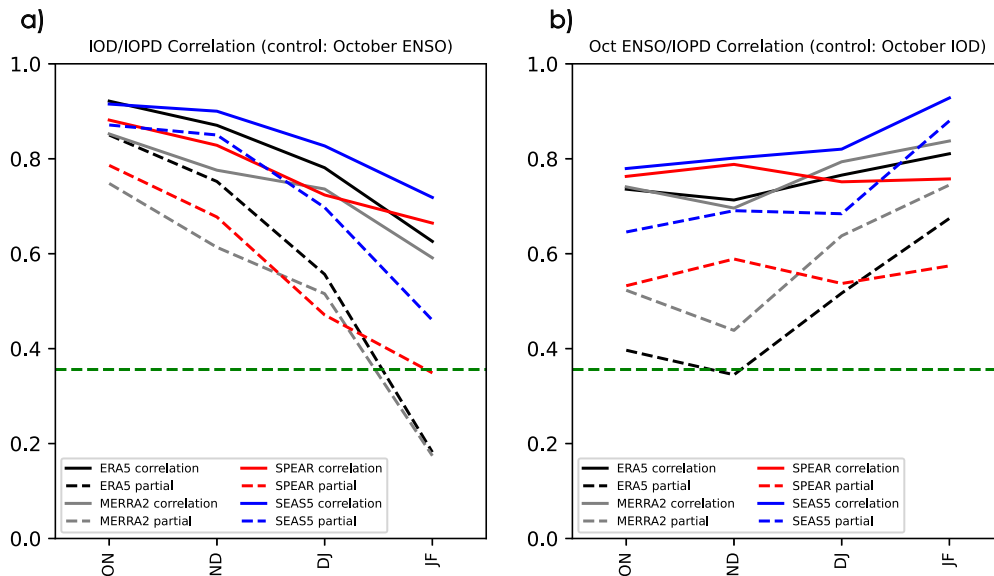 a)
IOD/IOPD Correlation (control: October ENSO)
1.0
0.8
0.6
0.4
0.2
0.0
ERA5 correlation
ERA5 partial
MERRA2 correlation
MERRA2 partial
SPEAR correlation
SPEAR partial
SEAS5 correlation
SEAS5 partial
ON
ND
DJ
JF
b)
Oct ENSO/IOPD Correlation (control: October IOD)
1.0
0.8
0.6
0.4
0.2
0.0
ERA5 correlation
ERA5 partial
MERRA2 correlation
MERRA2 partial
SPEAR correlation
SPEAR partial
SEAS5 correlation
SEAS5 partial
ON
ND
DJ
JF